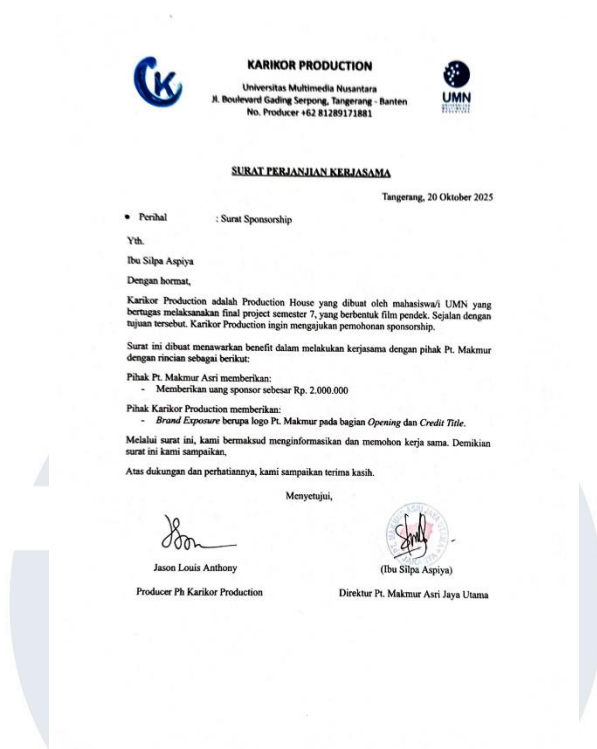 KARIKOR PRODUCTION
Universitas Multimedia Nusantara
Jl. Boulevard Gading Serpong, Tangerang - Banten
No. Producer +62 81289171881
UMN
SURAT PERJANJIAN KERJASAMA
Tangerang, 20 Oktober 2025
• Perihal : Surat Sponsorship
Yth.
Ibu Silpa Aspiya
Dengan hormat,
Karikor Production adalah Production House yang dibuat oleh mahasiswa/i UMN yang
bertugas melaksanakan final project semester 7, yang berbentuk film pendek. Sejalan dengan
tujuan tersebut. Karikor Production ingin mengajukan pemohonan sponsorship.
Surat ini dibuat menawarkan benefit dalam melakukan kerjasama dengan pihak Pt. Makmur
dengan rincian sebagai berikut:
Pihak Pt. Makmur Asri memberikan:
- Memberikan uang sponsor sebesar Rp. 2.000.000
Pihak Karikor Production memberikan:
- Brand Exposure berupa logo Pt. Makmur pada bagian Opening dan Credit Title.
Melalui surat ini, kami bermaksud menginformasikan dan memohon kerja sama. Demikian
surat ini kami sampaikan.
Atas dukungan dan perhatiannya, kami sampaikan terima kasih.
Menyetujui,
Jason Louis Anthony
(Ibu Silpa Aspiya)
Producer Ph Karikor Production
Direktur Pt. Makmur Asri Jaya Utama